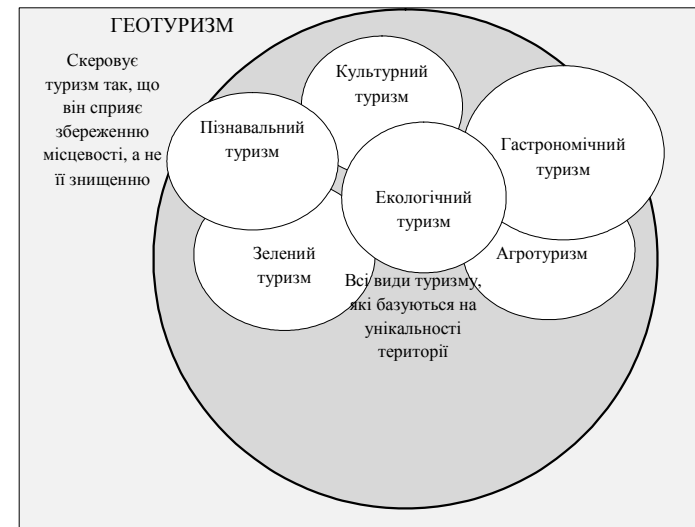 ГЕОТУРИЗМ
Скеровує
туризм так, що
він сприяє
збереженню
місцевості, а не
її знищенню
Культурний
туризм
Пізнавальний
туризм
Гастрономічний
туризм
Екологічний
туризм
Зелений
туризм
Агротуризм
Всі види туризму,
які базуються на
унікальності
території